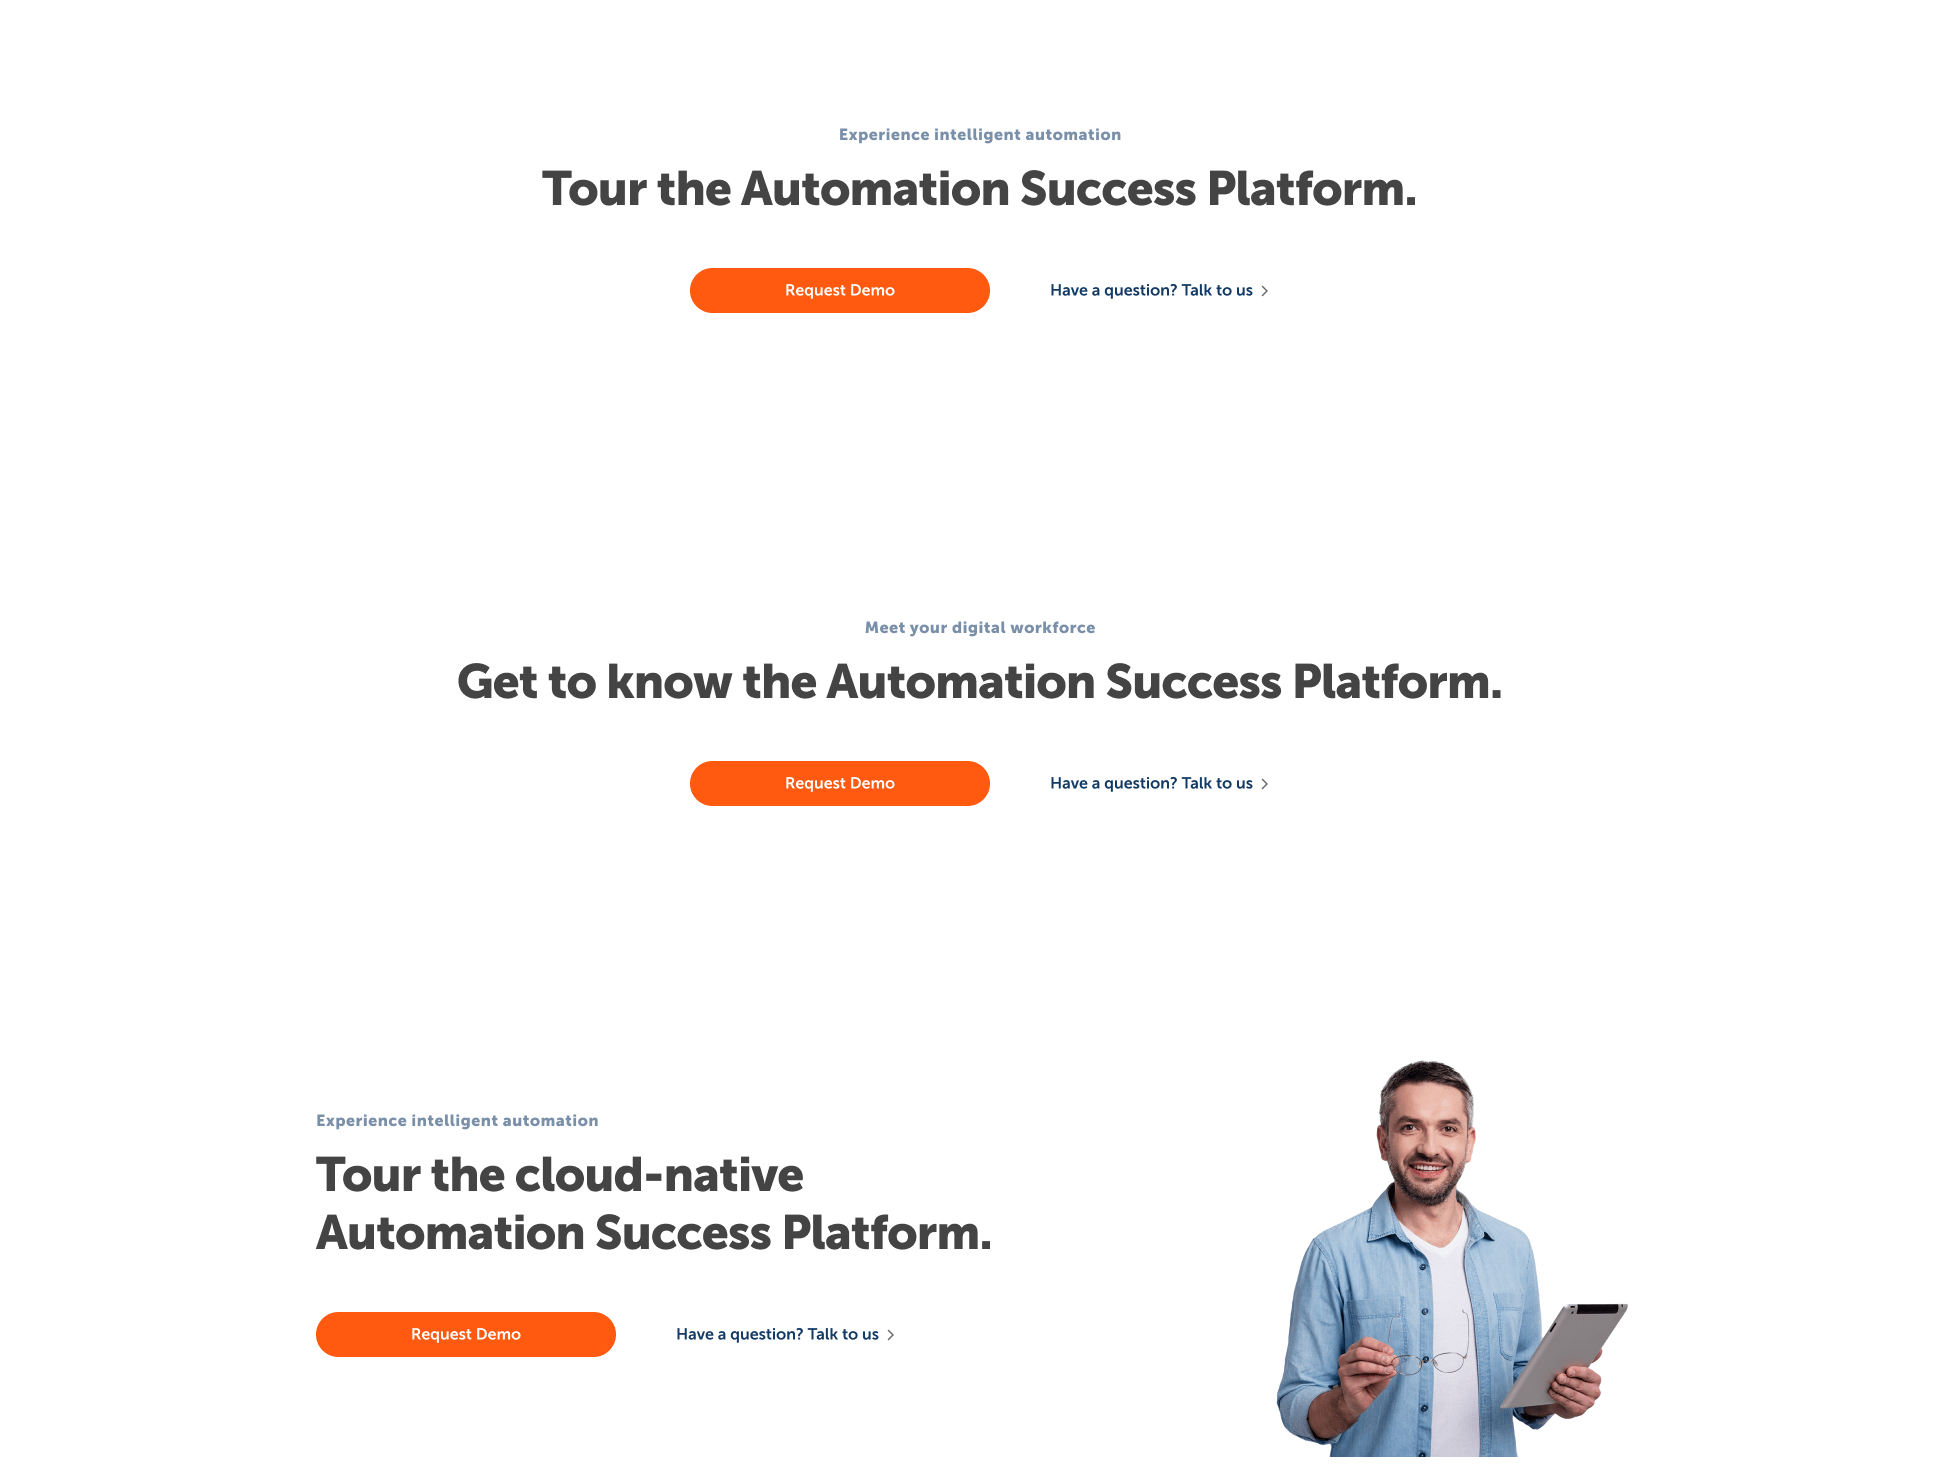 Experience intelligent automation
Tour the Automation Success Platform.
Request Demo
Have a question? Talk to us
Meet your digital workforce
Get to know the Automation Success Platform.
Request Demo
Have a question? Talk to us
Experience intelligent automation
Tour the cloud-native
Automation Success Platform.
Request Demo
Have a question? Talk to us